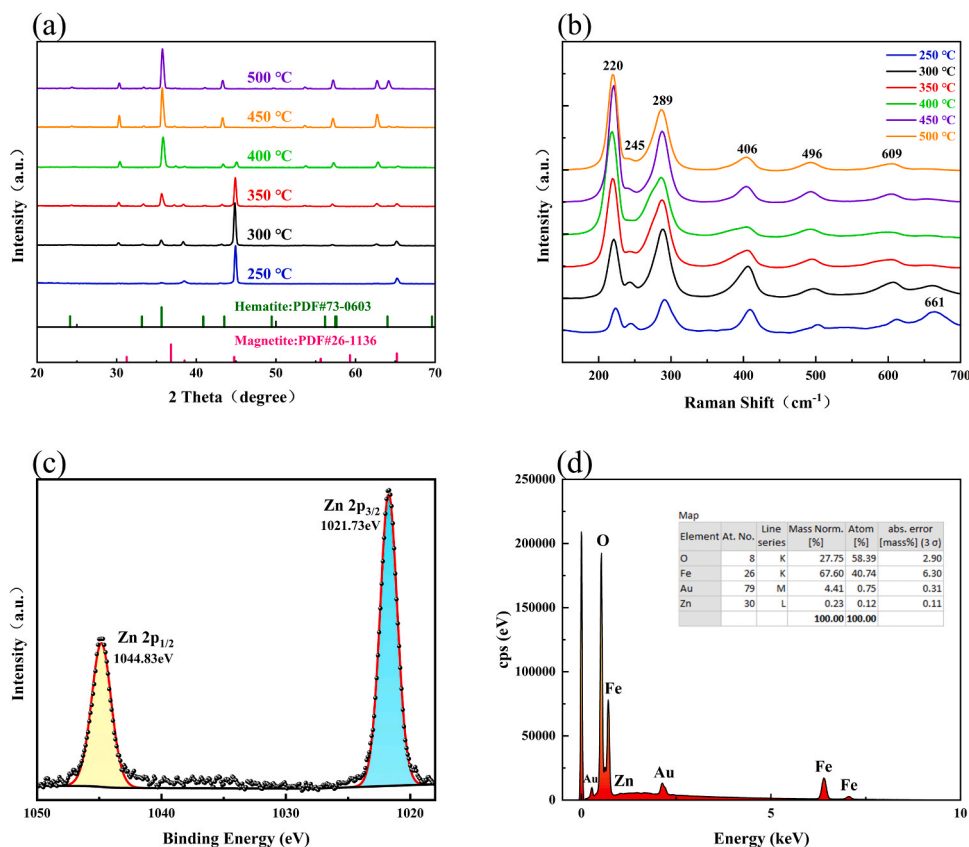 (a)
500 ℃
450 ℃
400 ℃
350 ℃
300 ℃
250 ℃
Hematite:PDF#73-0603
Magnetite:PDF#26-1136
Intensity（a.u.）
20 30 40 50 60 70
2 Theta（degree）
(b)
220
245
289
406
496
609
661
250 ℃
300 ℃
350 ℃
400 ℃
450 ℃
500 ℃
Intensity（a.u.）
200 300 400 500 600 700
Raman Shift（cm-1）
(c)
Zn 2p3/2
1021.73eV
Zn 2p1/2
1044.83eV
Intensity（a.u.）
1050 1040 1030 1020
Binding Energy (eV)
(d)
250000
200000
150000
100000
50000
0
cps (eV)
Map
Element At. No. Line series Mass Norm. [%] Atom [%] abs. error [mass%] (3 σ)
O 8 K 27.75 58.39 2.90
Fe 26 K 67.60 40.74 6.30
Au 79 M 4.41 0.75 0.31
Zn 30 L 0.23 0.12 0.11
100.00 100.00
O
Fe
Au
Zn
Au
Fe
Fe
0 5 10
Energy (keV)